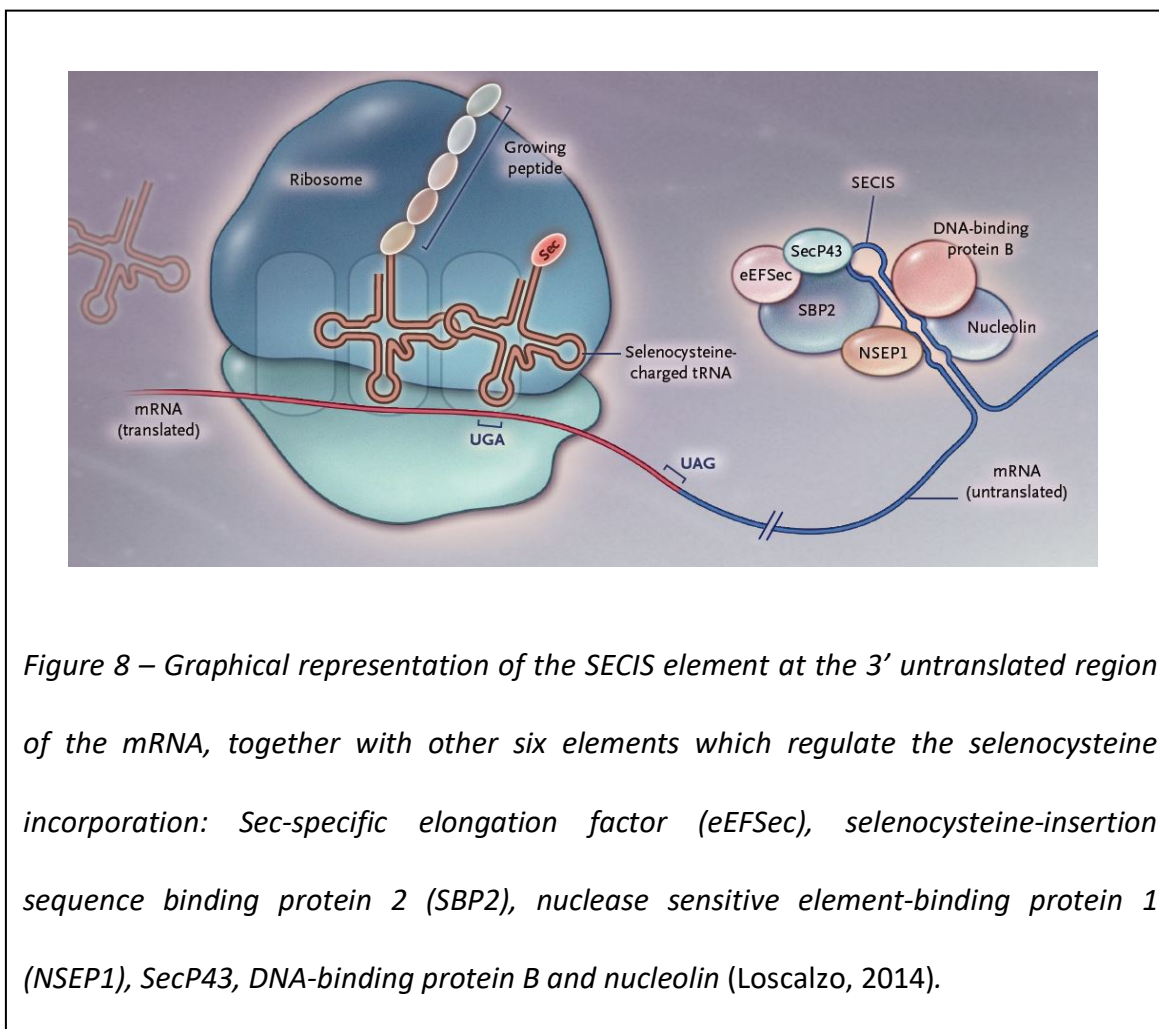 Growing
peptide
Ribosome
SECIS
DNA-binding
protein B
Sec
SecP43
eEFSec
SBP2
Nucleolin
NSEP1
Selenocysteine-
charged tRNA
mRNA
(translated)
UGA
UAG
mRNA
(untranslated)
Figure 8 – Graphical representation of the SECIS element at the 3’ untranslated region
of the mRNA, together with other six elements which regulate the selenocysteine
incorporation: Sec-specific elongation factor (eEFSec), selenocysteine-insertion
sequence binding protein 2 (SBP2), nuclease sensitive element-binding protein 1
(NSEP1), SecP43, DNA-binding protein B and nucleolin (Loscalzo, 2014).